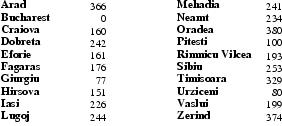 Arad 366 Mehadia 241
Bucharest 0 Neamt 234
Craiova 160 Oradea 380
Dobreta 242 Pitesti 100
Eforie 161 Rimnicu Vilcea 193
Fagaras 176 Sibiu 253
Giurgiu 77 Timisoara 329
Hirsova 151 Urziceni 80
Iasi 226 Vaslui 199
Lugoj 244 Zerind 374